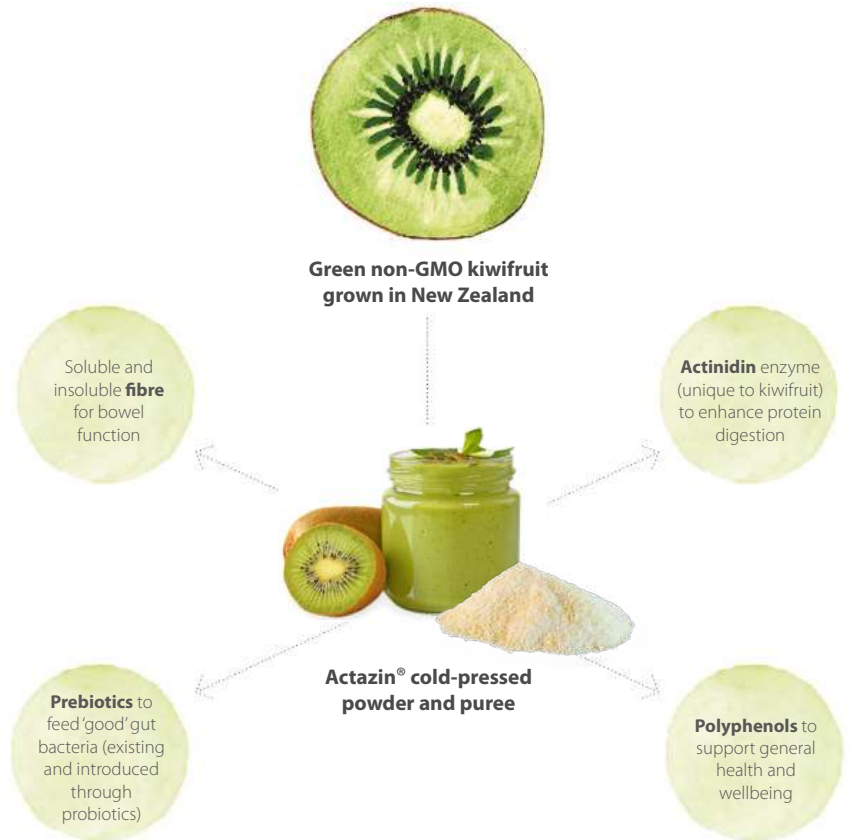 Green non-GMO kiwifruit
grown in New Zealand
Soluble and
insoluble fibre
for bowel
function
Actinidin enzyme
(unique to kiwifruit)
to enhance protein
digestion
Actazin® cold-pressed
powder and puree
Prebiotics to
feed ‘good’ gut
bacteria (existing
and introduced
through
probiotics)
Polyphenols to
support general
health and
wellbeing